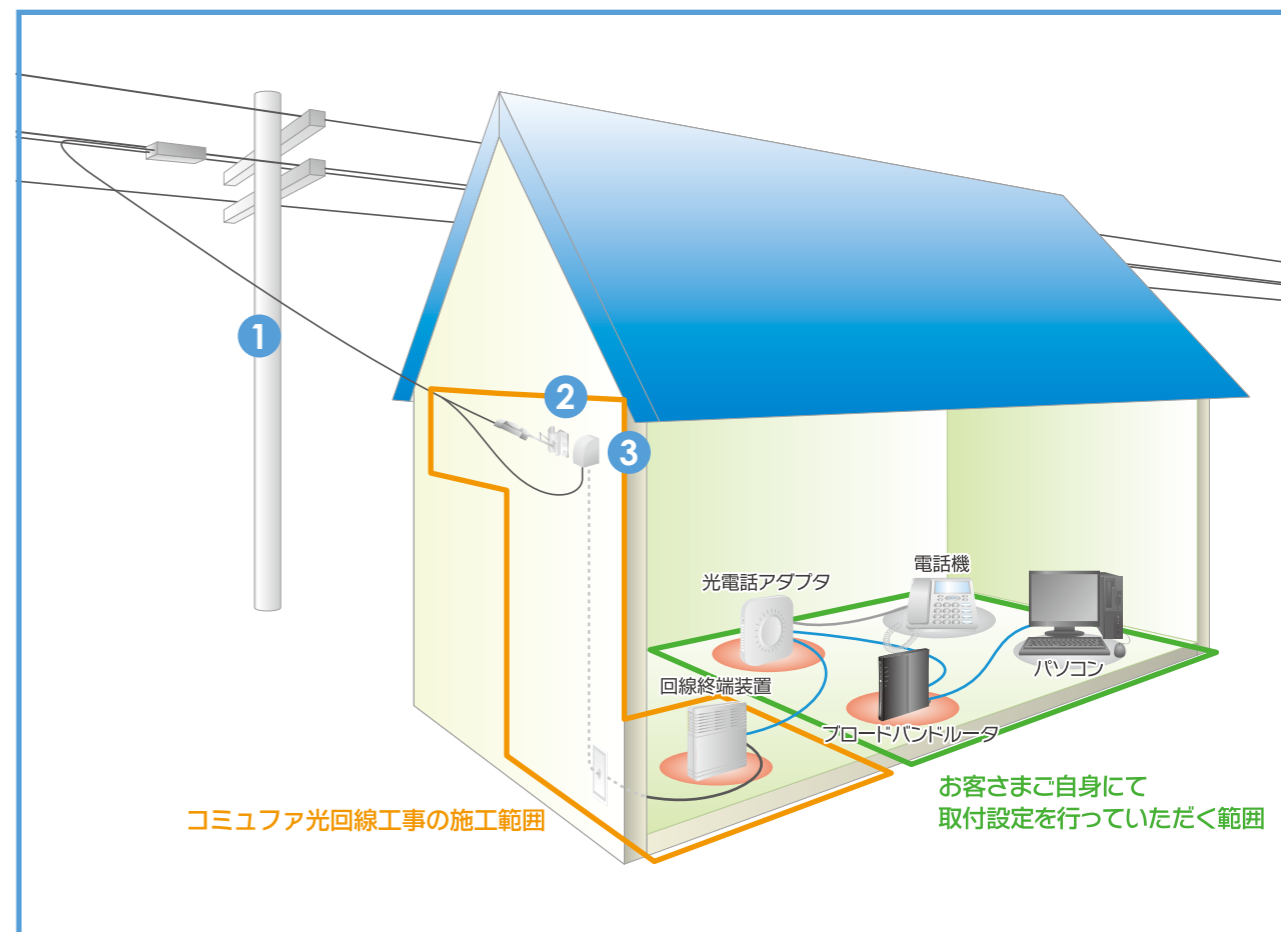 1
2
3
電話機
光電話アダプタ
パソコン
回線終端装置
ブロードバンドルータ
コミュファ光回線工事の施工範囲
お客さまご自身にて
取付設定を行っていただく範囲